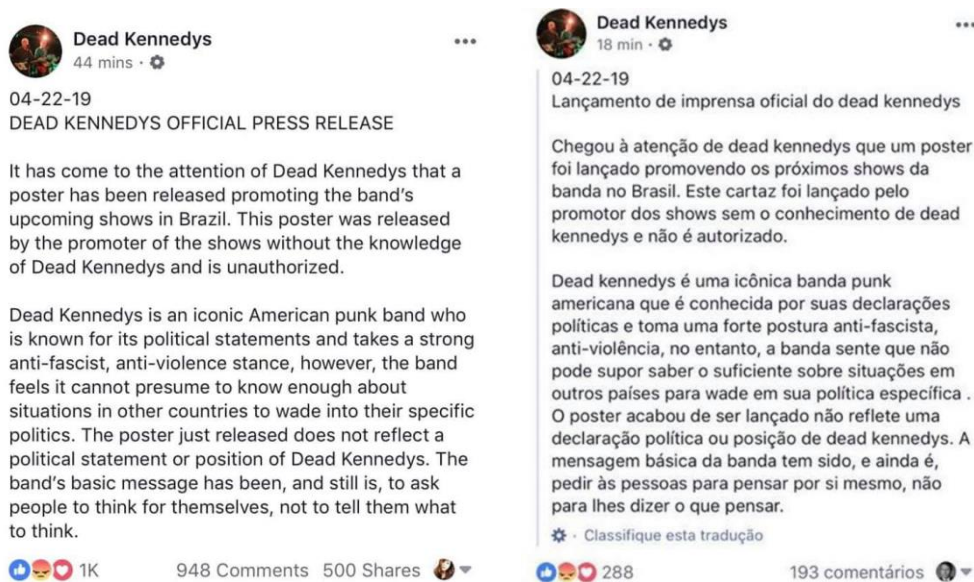 Dead Kennedys
44 mins ·
04-22-19
DEAD KENNEDYS OFFICIAL PRESS RELEASE
It has come to the attention of Dead Kennedys that a
poster has been released promoting the band's
upcoming shows in Brazil. This poster was released
by the promoter of the shows without the knowledge
of Dead Kennedys and is unauthorized.
Dead Kennedys is an iconic American punk band who
is known for its political statements and takes a strong
anti-fascist, anti-violence stance, however, the band
feels it cannot presume to know enough about
situations in other countries to wade into their specific
politics. The poster just released does not reflect a
political statement or position of Dead Kennedys. The
band's basic message has been, and still is, to ask
people to think for themselves, not to tell them what
to think.
1K 948 Comments 500 Shares
Dead Kennedys
18 min ·
04-22-19
Lançamento de imprensa oficial do dead kennedys
Chegou à atenção de dead kennedys que um poster
foi lançado promovendo os próximos shows da
banda no Brasil. Este cartaz foi lançado pelo
promotor dos shows sem o conhecimento de dead
kennedys e não é autorizado.
Dead kennedys é uma icônica banda punk
americana que é conhecida por suas declarações
políticas e toma uma forte postura anti-fascista,
anti-violência, no entanto, a banda sente que não
pode supor saber o suficiente sobre situações em
outros países para wade em sua política específica .
O poster acabou de ser lançado não reflete uma
declaração política ou posição de dead kennedys. A
mensagem básica da banda tem sido, e ainda é,
pedir às pessoas para pensar por si mesmo, não
para lhes dizer o que pensar.
· Classifique esta tradução
288 193 comentários